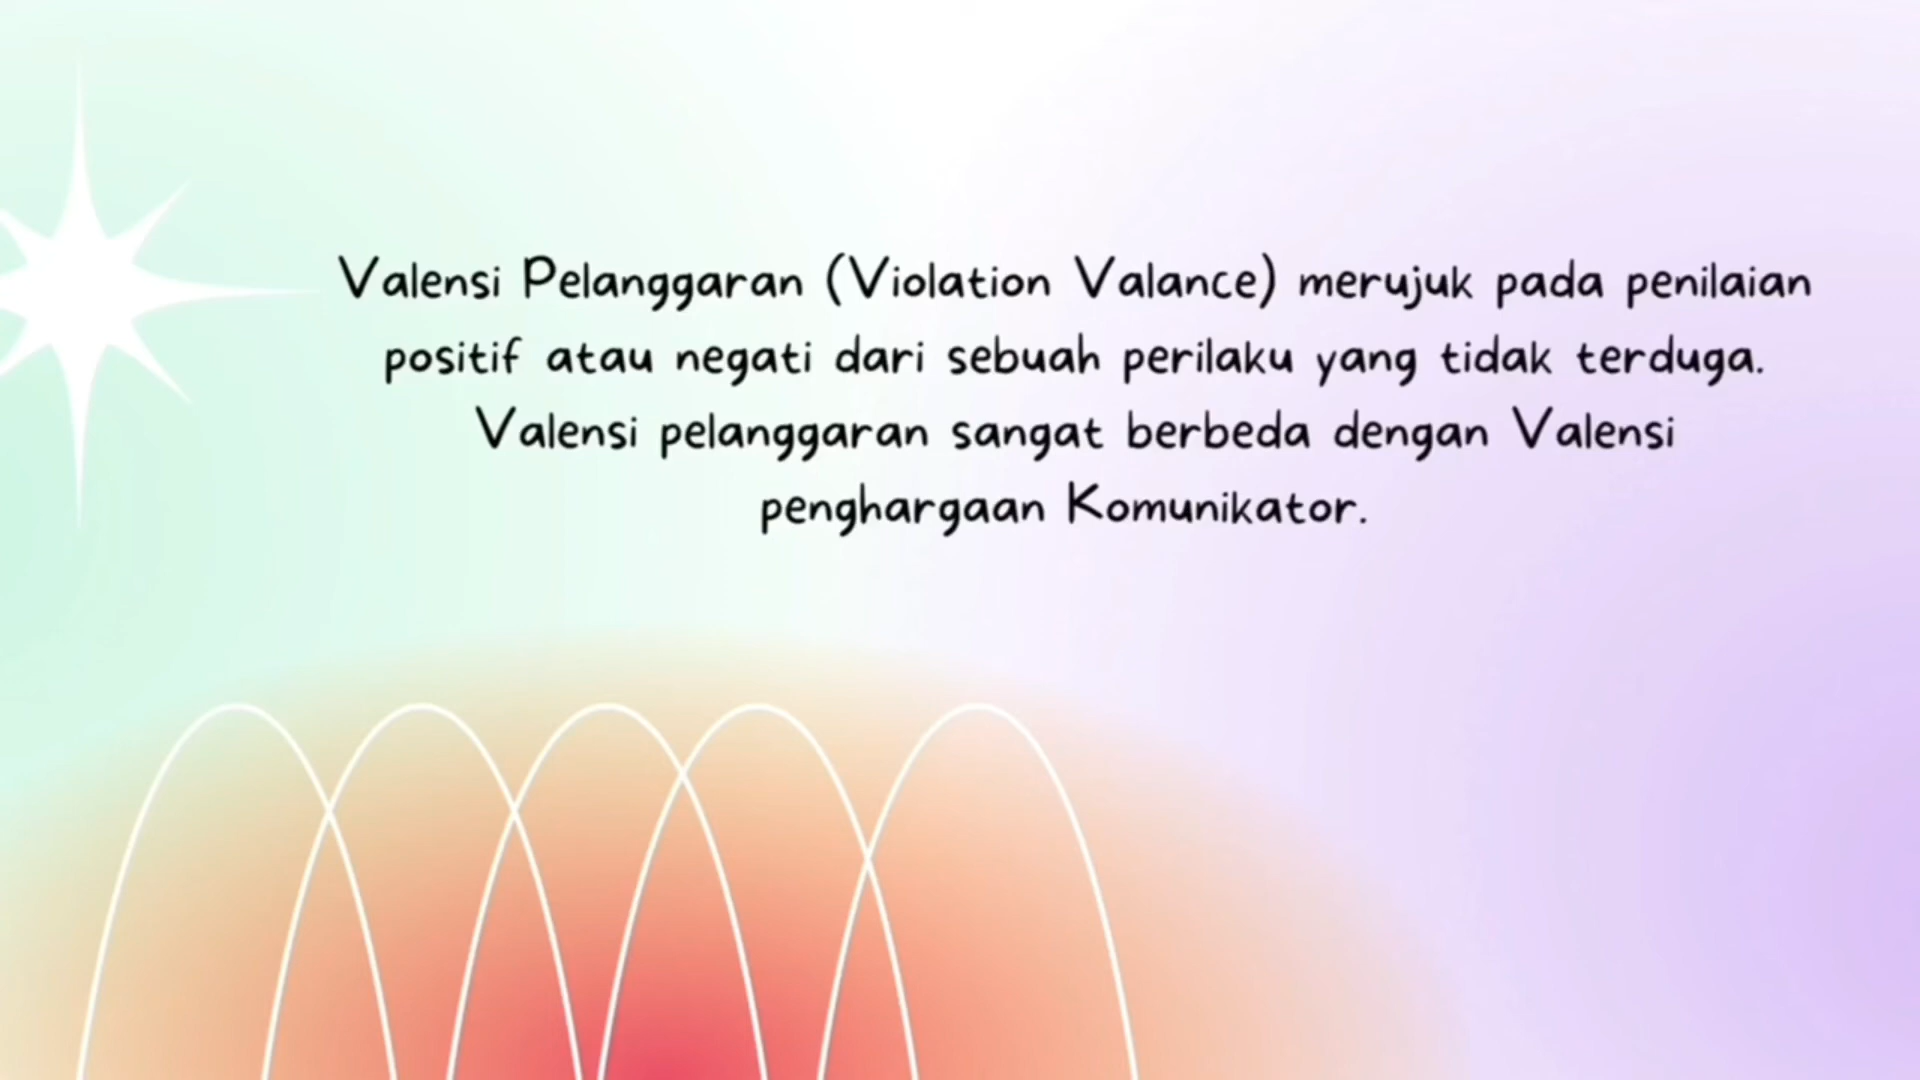 Valensi Pelanggaran (Violation Valance) merujuk pada penilaian
positif atau negati dari sebuah perilaku yang tidak terduga.
Valensi pelanggaran sangat berbeda dengan Valensi
penghargaan Komunikator.